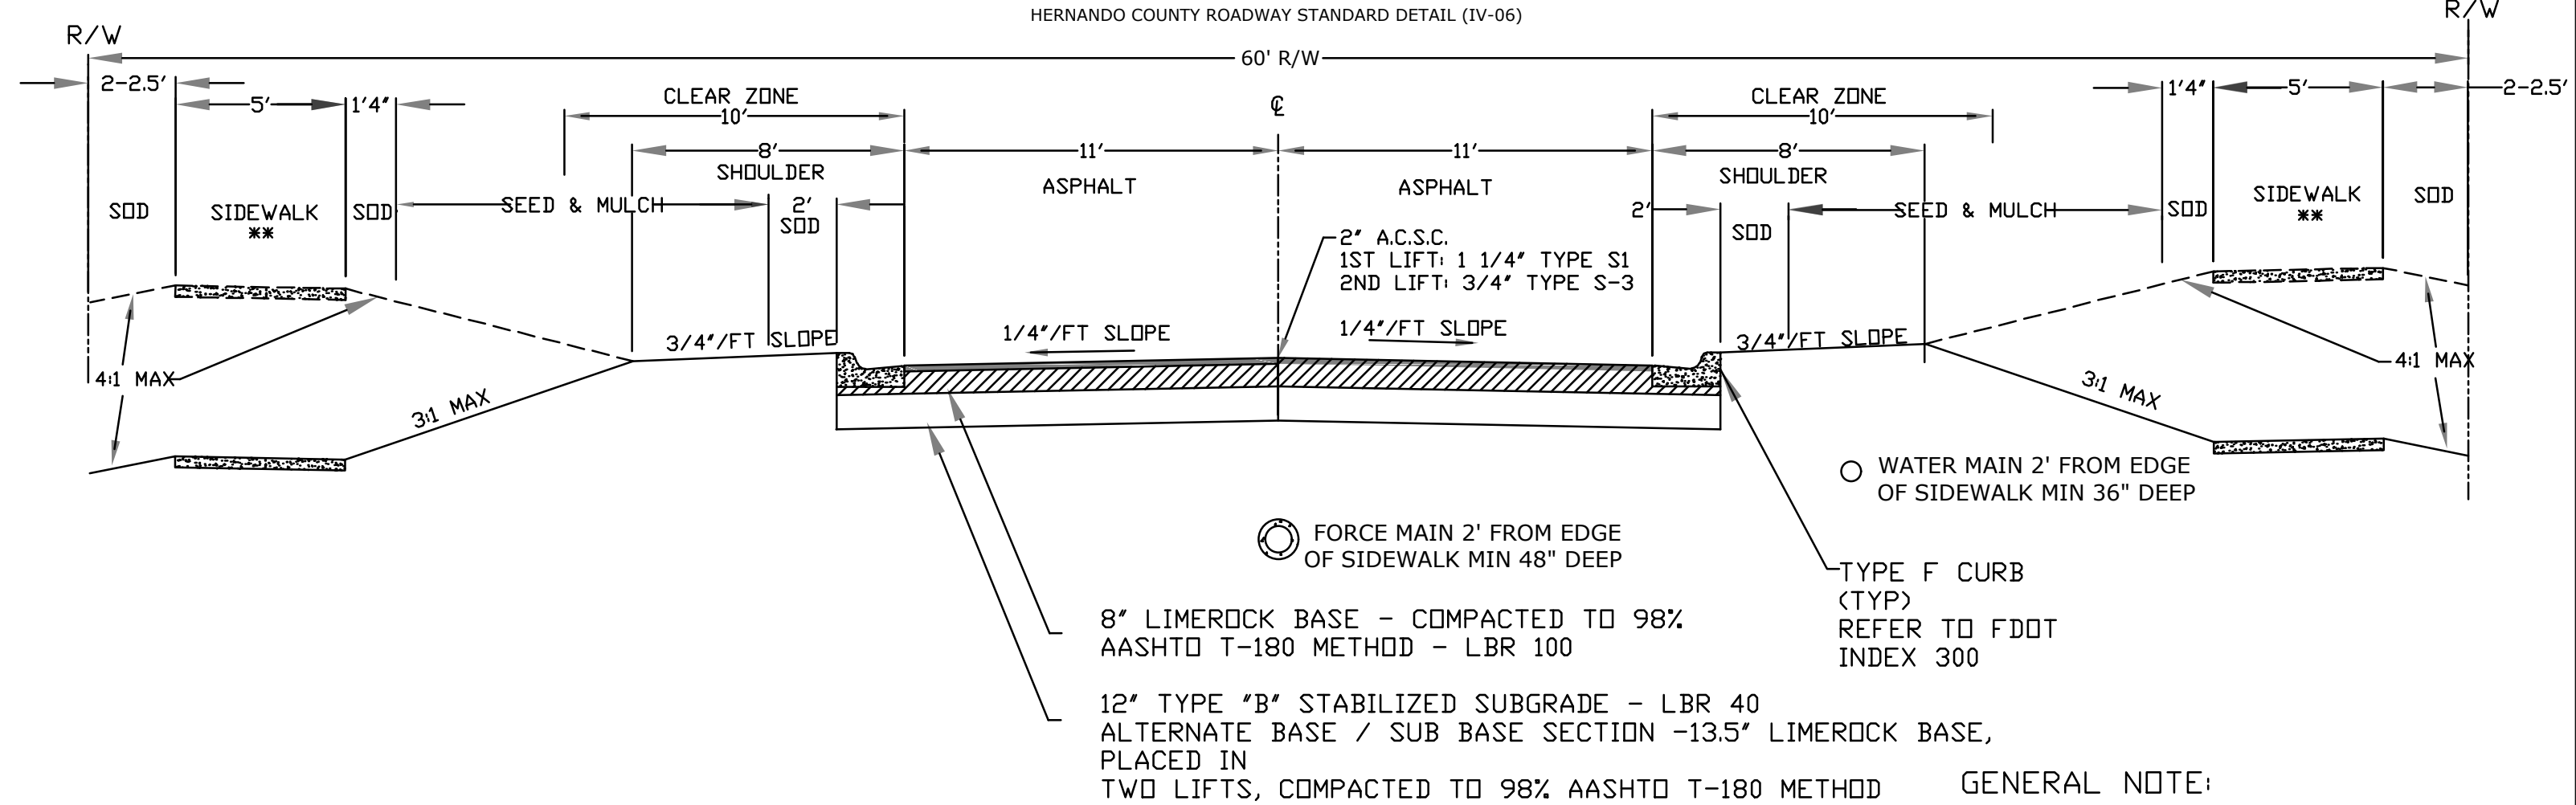 HERNANDO COUNTY ROADWAY STANDARD DETAIL (IV-06)
R/W
R/W
60' R/W
2-2.5'
5'
1'4"
CLEAR ZONE
10'
℄
CLEAR ZONE
10'
1'4"
5'
2-2.5'
8'
SHOULDER
11'
ASPHALT
11'
ASPHALT
8'
SHOULDER
SOD
SIDEWALK
**
SOD
SEED & MULCH
2'
SOD
2'
SOD
SEED & MULCH
SOD
SIDEWALK
**
SOD
2" A.C.S.C.
1ST LIFT: 1 1/4" TYPE S1
2ND LIFT: 3/4" TYPE S-3
3/4"/FT SLOPE
1/4"/FT SLOPE
1/4"/FT SLOPE
3/4"/FT SLOPE
4:1 MAX
3:1 MAX
3:1 MAX
4:1 MAX
WATER MAIN 2' FROM EDGE
OF SIDEWALK MIN 36" DEEP
FORCE MAIN 2' FROM EDGE
OF SIDEWALK MIN 48" DEEP
TYPE F CURB
(TYP)
REFER TO FDOT
INDEX 300
8" LIMEROCK BASE - COMPACTED TO 98%
AASHTO T-180 METHOD - LBR 100
12" TYPE "B" STABILIZED SUBGRADE - LBR 40
ALTERNATE BASE / SUB BASE SECTION -13.5" LIMEROCK BASE,
PLACED IN
TWO LIFTS, COMPACTED TO 98% AASHTO T-180 METHOD
GENERAL NOTE: